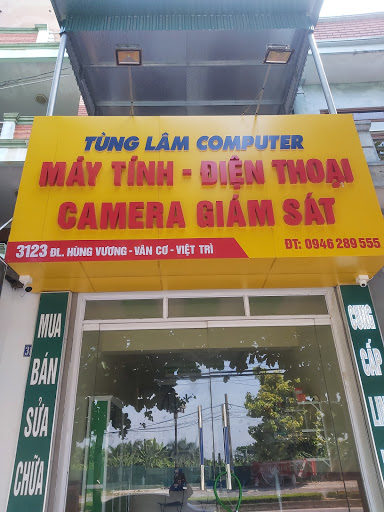 TÙNG LÂM COMPUTER
MÁY TÍNH - ĐIỆN THOẠI
CAMERA GIÁM SÁT
3123 ĐL. HÙNG VƯƠNG - VÂN CƠ - VIỆT TRÌ
ĐT: 0946 289 555
MUA
BÁN
SỬA
CHỮA
CUNG
CẤP